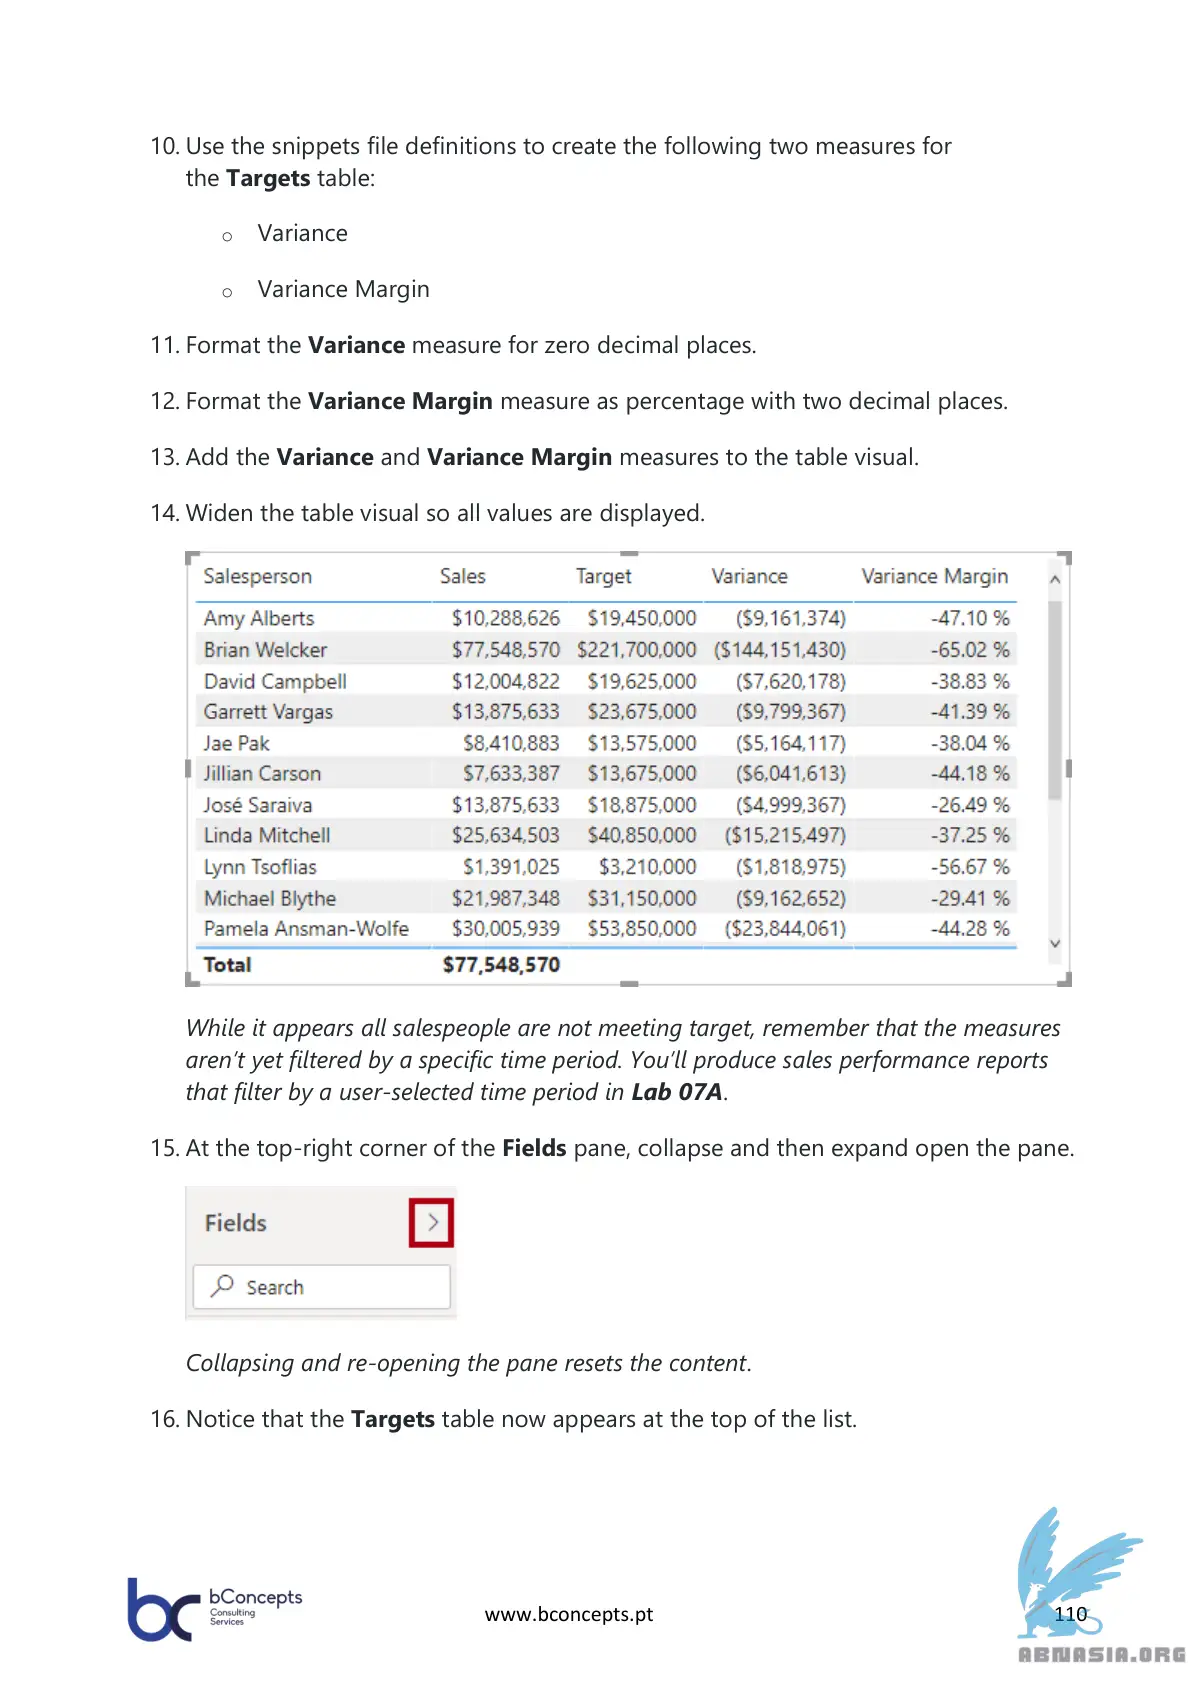 10. Use the snippets file definitions to create the following two measures for
the Targets table:
o Variance
o Variance Margin
11. Format the Variance measure for zero decimal places.
12. Format the Variance Margin measure as percentage with two decimal places.
13. Add the Variance and Variance Margin measures to the table visual.
14. Widen the table visual so all values are displayed.
Salesperson Sales Target Variance Variance Margin
Amy Alberts $10,288,626 $19,450,000 ($9,161,374) -47.10 %
Brian Welcker $77,548,570 $221,700,000 ($144,151,430) -65.02 %
David Campbell $12,004,822 $19,625,000 ($7,620,178) -38.83 %
Garrett Vargas $13,875,633 $23,675,000 ($9,799,367) -41.39 %
Jae Pak $8,410,883 $13,575,000 ($5,164,117) -38.04 %
Jillian Carson $7,633,387 $13,675,000 ($6,041,613) -44.18 %
José Saraiva $13,875,633 $18,875,000 ($4,999,367) -26.49 %
Linda Mitchell $25,634,503 $40,850,000 ($15,215,497) -37.25 %
Lynn Tsoflias $1,391,025 $3,210,000 ($1,818,975) -56.67 %
Michael Blythe $21,987,348 $31,150,000 ($9,162,652) -29.41 %
Pamela Ansman-Wolfe $30,005,939 $53,850,000 ($23,844,061) -44.28 %
Total $77,548,570
While it appears all salespeople are not meeting target, remember that the measures
aren’t yet filtered by a specific time period. You’ll produce sales performance reports
that filter by a user-selected time period in Lab 07A.
15. At the top-right corner of the Fields pane, collapse and then expand open the pane.
Fields
Search
Collapsing and re-opening the pane resets the content.
16. Notice that the Targets table now appears at the top of the list.
bc bConcepts
Consulting
Services
www.bconcepts.pt
110
ABNASIA.ORG